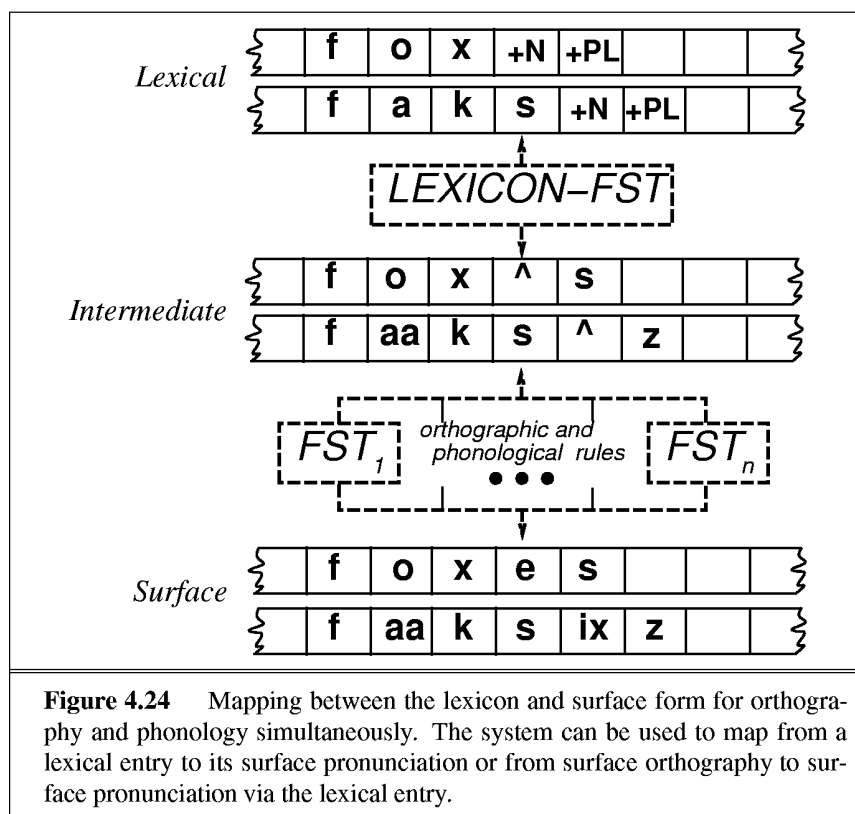 f o x +N +PL
Lexical
f a k s +N +PL
LEXICON–FST
f o x ^ s
Intermediate
f aa k s ^ z
FST1 orthographic and phonological rules FSTn
• • •
f o x e s
Surface
f aa k s ix z
Figure 4.24 Mapping between the lexicon and surface form for orthogra-
phy and phonology simultaneously. The system can be used to map from a
lexical entry to its surface pronunciation or from surface orthography to sur-
face pronunciation via the lexical entry.